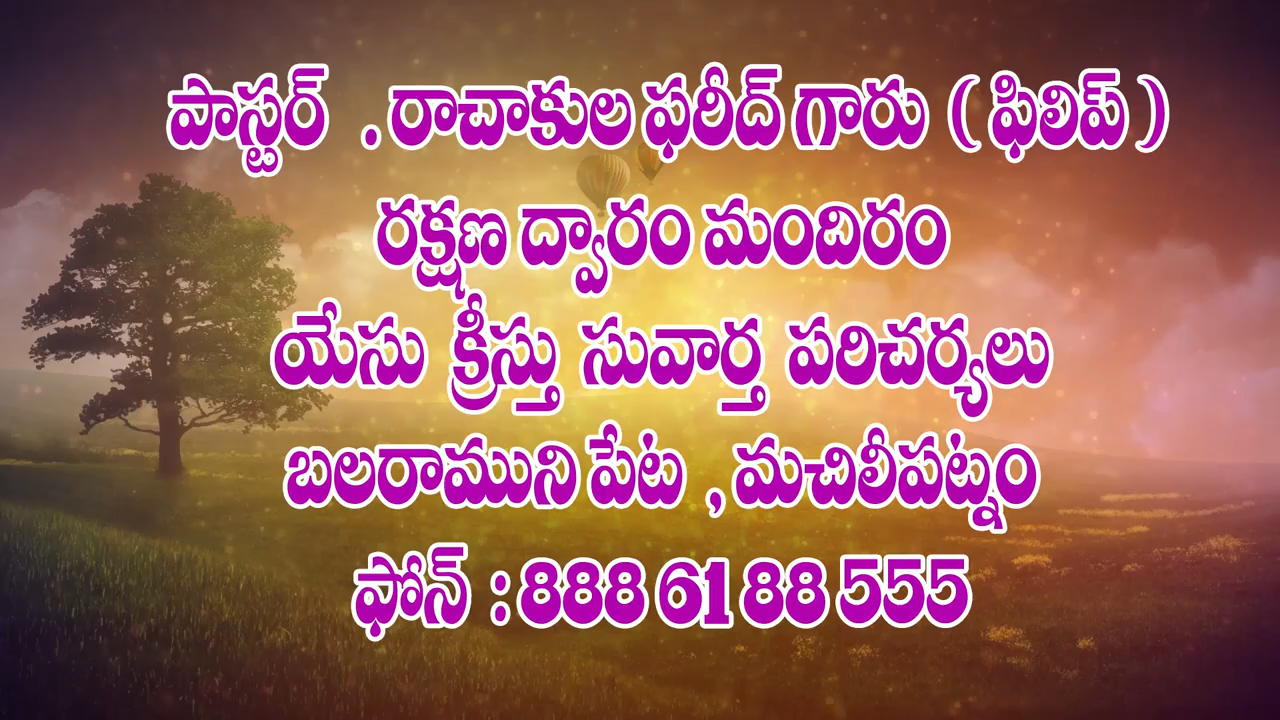 పాస్టర్ . రాచాకుల ఫరీద్ గారు ( ఫిలిప్ )
రక్షణ ద్వారం మందిరం
యేసు క్రీస్తు సువార్త పరిచర్యలు
బలరాముని పేట , మచిలీపట్నం
ఫోన్ : 888 61 88 555